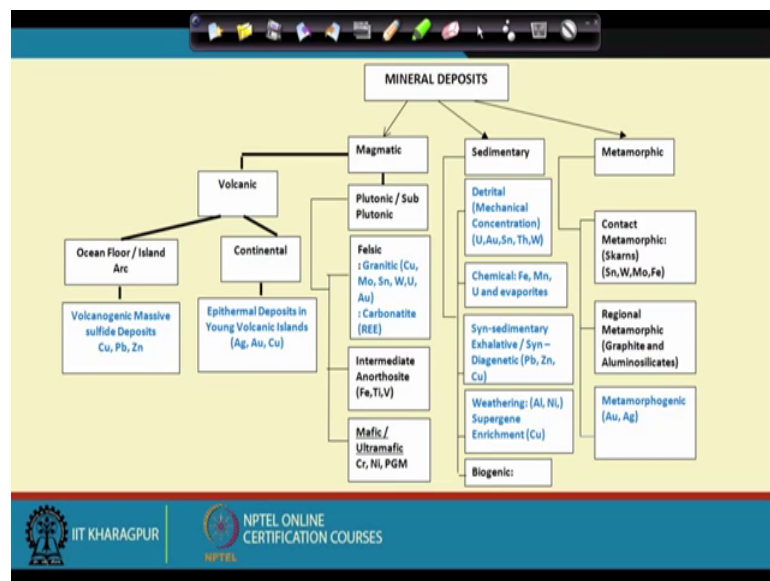 MINERAL DEPOSITS
Magmatic
Sedimentary
Metamorphic
Volcanic
Plutonic / Sub
Plutonic
Ocean Floor / Island
Arc
Continental
Volcanogenic Massive
sulfide Deposits
Cu, Pb, Zn
Epithermal Deposits in
Young Volcanic Islands
(Ag, Au, Cu)
Felsic
: Granitic (Cu,
Mo, Sn, W,U,
Au)
: Carbonatite
(REE)
Intermediate
Anorthosite
(Fe,Ti,V)
Mafic /
Ultramafic
Cr, Ni, PGM
Detrital
(Mechanical
Concentration)
(U,Au,Sn, Th,W)
Chemical: Fe, Mn,
U and evaporites
Syn-sedimentary
Exhalative / Syn –
Diagenetic (Pb, Zn,
Cu)
Weathering: (Al, Ni,)
Supergene
Enrichment (Cu)
Biogenic:
Contact
Metamorphic:
(Skarns)
(Sn,W,Mo,Fe)
Regional
Metamorphic
(Graphite and
Aluminosilicates)
Metamorphogenic
(Au, Ag)
IIT KHARAGPUR
NPTEL
NPTEL ONLINE
CERTIFICATION COURSES